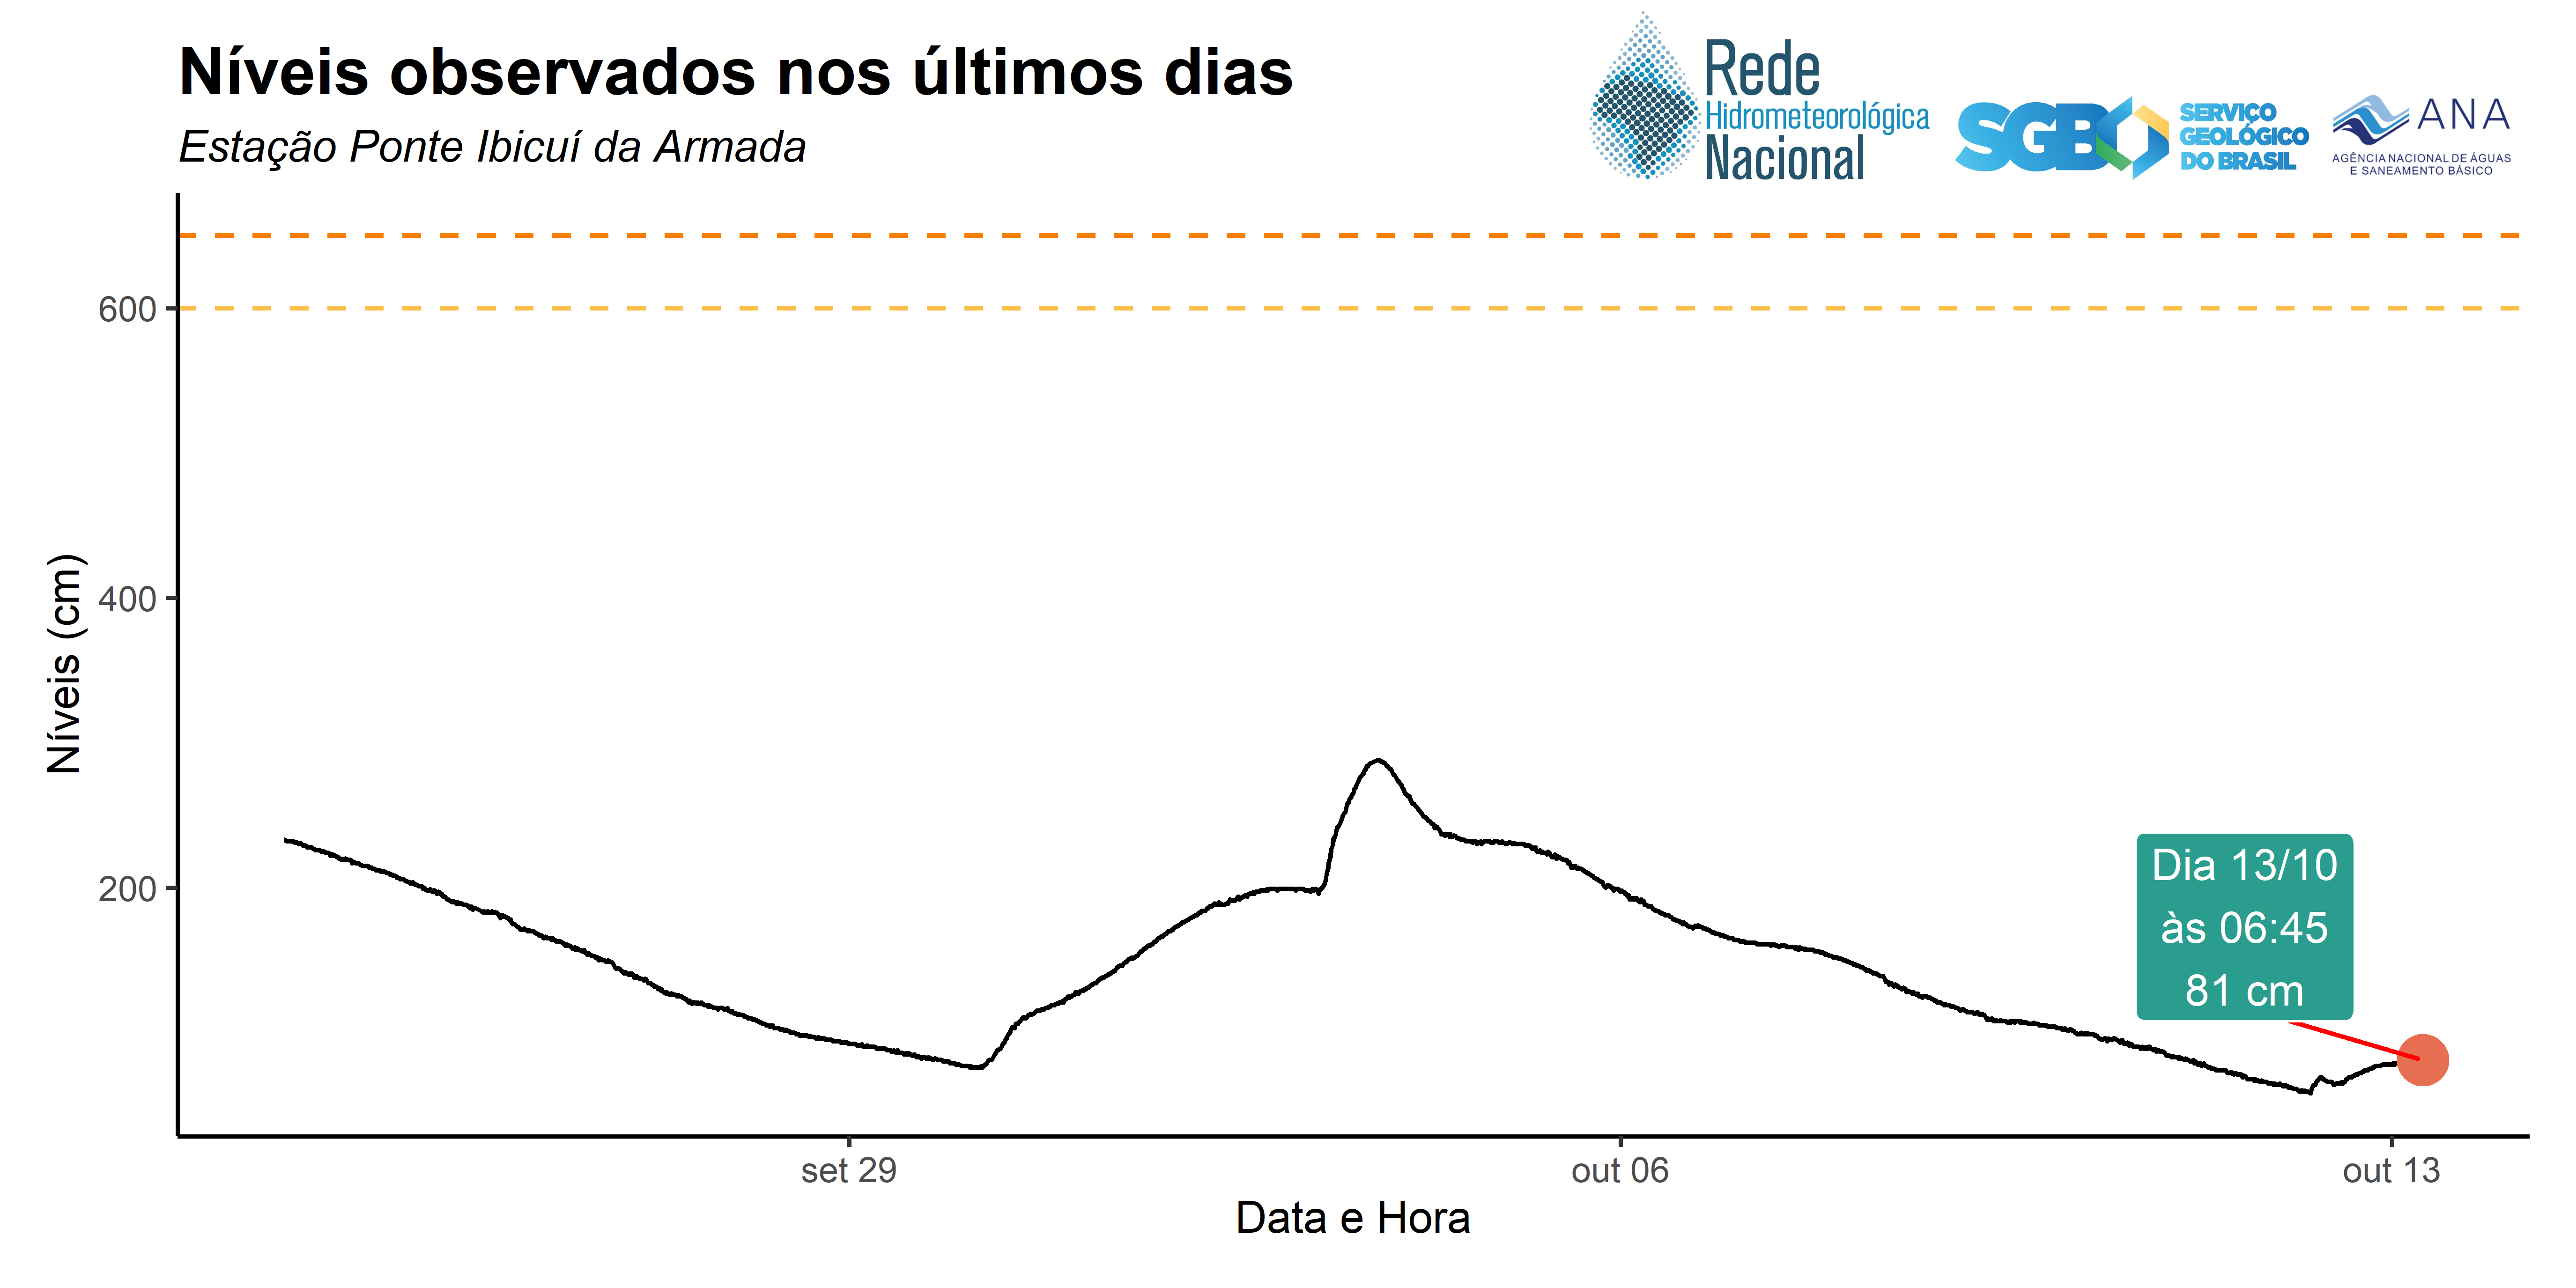 Níveis observados nos últimos dias
Estação Ponte Ibicuí da Armada
Rede
Hidrometeorológica
Nacional
SGB
SERVIÇO
GEOLÓGICO
DO BRASIL
ANA
AGÊNCIA NACIONAL DE ÁGUAS
E SANEAMENTO BÁSICO
Níveis (cm)
600
400
200
Dia 13/10
às 06:45
81 cm
set 29
out 06
out 13
Data e Hora